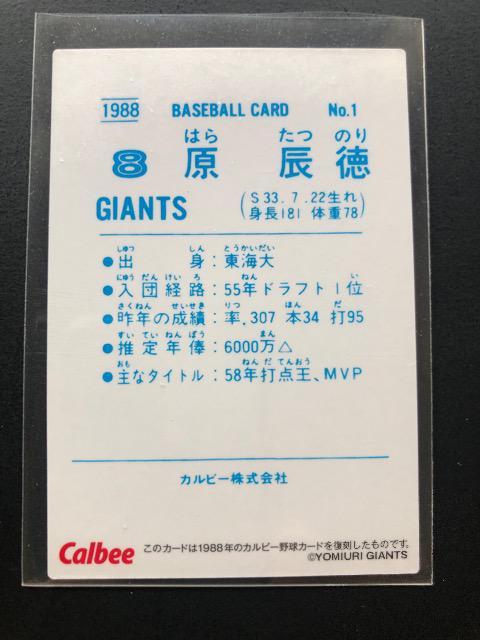 1988 BASEBALL CARD No.1
はら たつ のり
8 原 辰徳
GIANTS (S33.7.22生れ 身長181 体重78)
しゅつ しん とうかいだい
●出 身:東海大
にゅう だん けい ろ ねん い
●入団経路:55年ドラフト1位
さくねん せいせき りつ ほん だ
●昨年の成績:率.307 本34 打95
すい てい ねん ぽう まん
●推定年俸:6000万△
おも ねん だ てんおう
●主なタイトル:58年打点王、MVP
カルビー株式会社
Calbee このカードは1988年のカルビー野球カードを復刻したものです。
©YOMIURI GIANTS